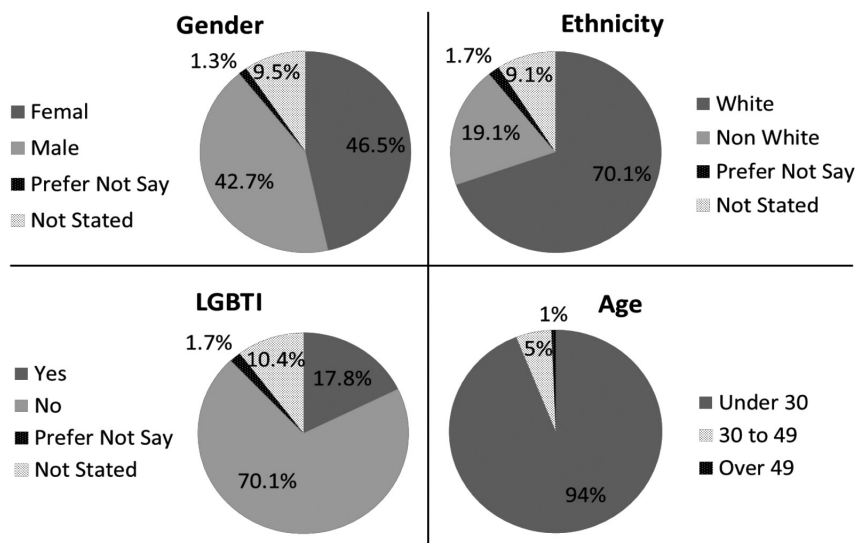 Gender
1.3%
9.5%
46.5%
42.7%
Femal
Male
Prefer Not Say
Not Stated
Ethnicity
1.7%
9.1%
19.1%
70.1%
White
Non White
Prefer Not Say
Not Stated
LGBTI
1.7%
10.4%
17.8%
70.1%
Yes
No
Prefer Not Say
Not Stated
Age
1%
5%
94%
Under 30
30 to 49
Over 49